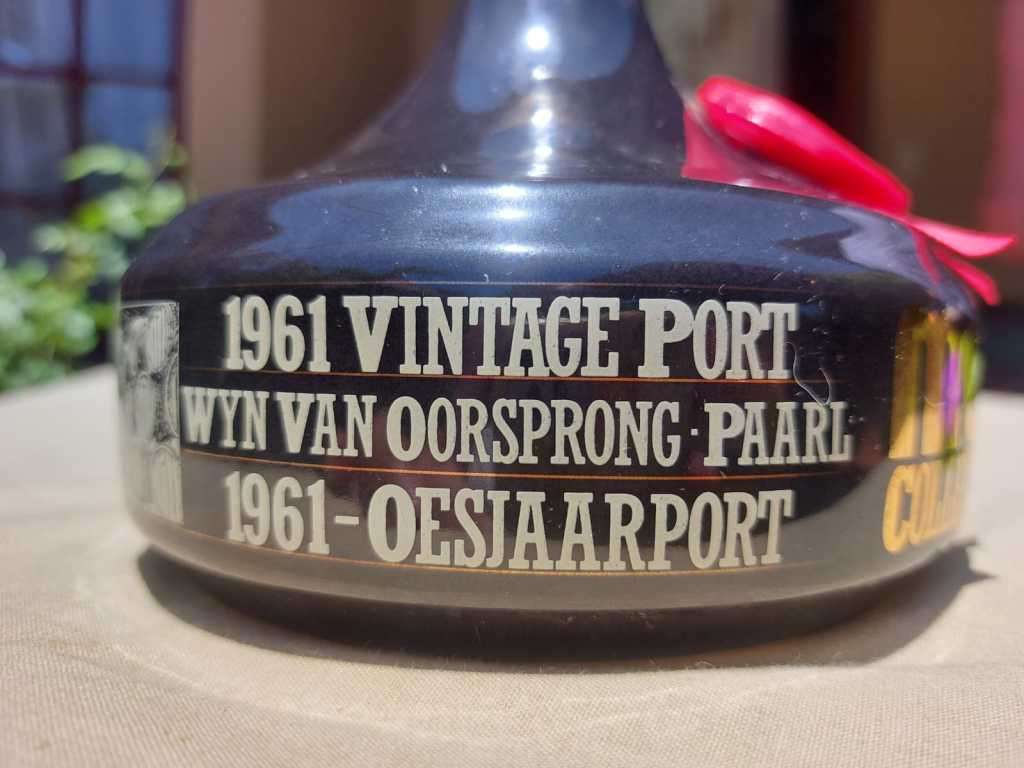 1961 VINTAGE PORT
WYN VAN OORSPRONG · PAARL
1961 - OESJAARPORT